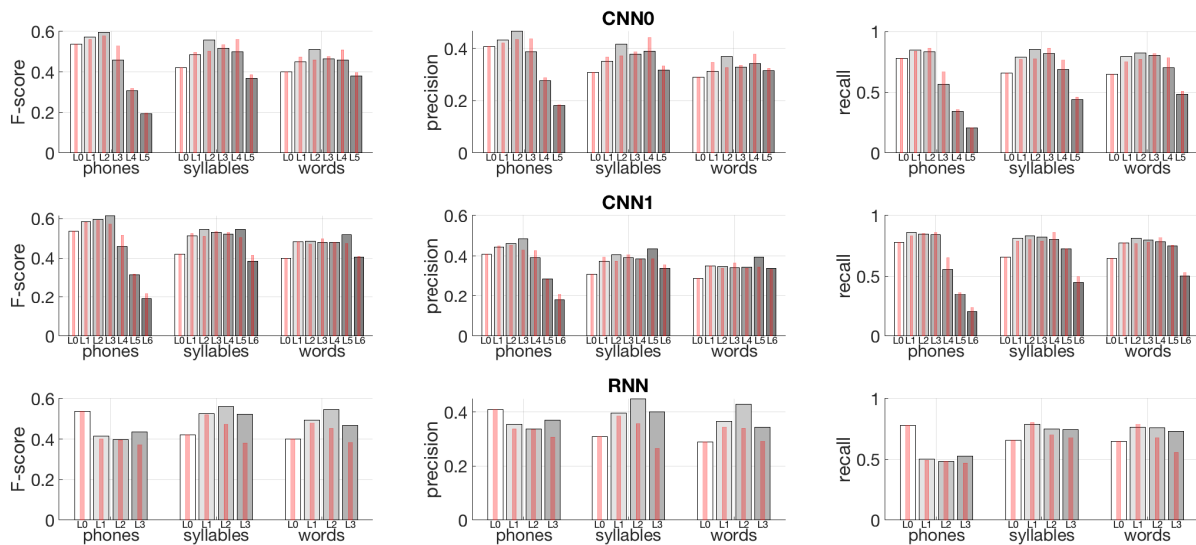 CNN0
F-score
0.6
0.4
0.2
0
L0 L1 L2 L3 L4 L5 L0 L1 L2 L3 L4 L5 L0 L1 L2 L3 L4 L5
phones syllables words
precision
0.4
0.2
0
L0 L1 L2 L3 L4 L5 L0 L1 L2 L3 L4 L5 L0 L1 L2 L3 L4 L5
phones syllables words
recall
1
0.5
0
L0 L1 L2 L3 L4 L5 L0 L1 L2 L3 L4 L5 L0 L1 L2 L3 L4 L5
phones syllables words
CNN1
F-score
0.6
0.4
0.2
0
L0 L1 L2 L3 L4 L5 L6 L0 L1 L2 L3 L4 L5 L6 L0 L1 L2 L3 L4 L5 L6
phones syllables words
precision
0.6
0.4
0.2
0
L0 L1 L2 L3 L4 L5 L6 L0 L1 L2 L3 L4 L5 L6 L0 L1 L2 L3 L4 L5 L6
phones syllables words
recall
1
0.5
0
L0 L1 L2 L3 L4 L5 L6 L0 L1 L2 L3 L4 L5 L6 L0 L1 L2 L3 L4 L5 L6
phones syllables words
RNN
F-score
0.6
0.4
0.2
0
L0 L1 L2 L3 L0 L1 L2 L3 L0 L1 L2 L3
phones syllables words
precision
0.4
0.2
0
L0 L1 L2 L3 L0 L1 L2 L3 L0 L1 L2 L3
phones syllables words
recall
1
0.5
0
L0 L1 L2 L3 L0 L1 L2 L3 L0 L1 L2 L3
phones syllables words